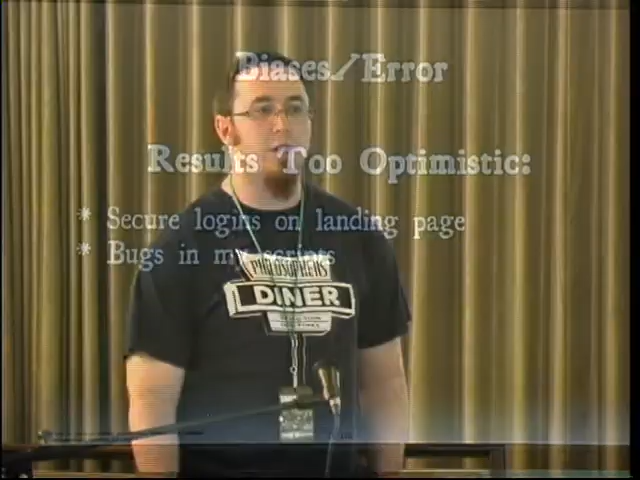 Biases/Error
Results Too Optimistic:
* Secure logins on landing page
* Bugs in my scripts
PHILOSOPHERS
DINER